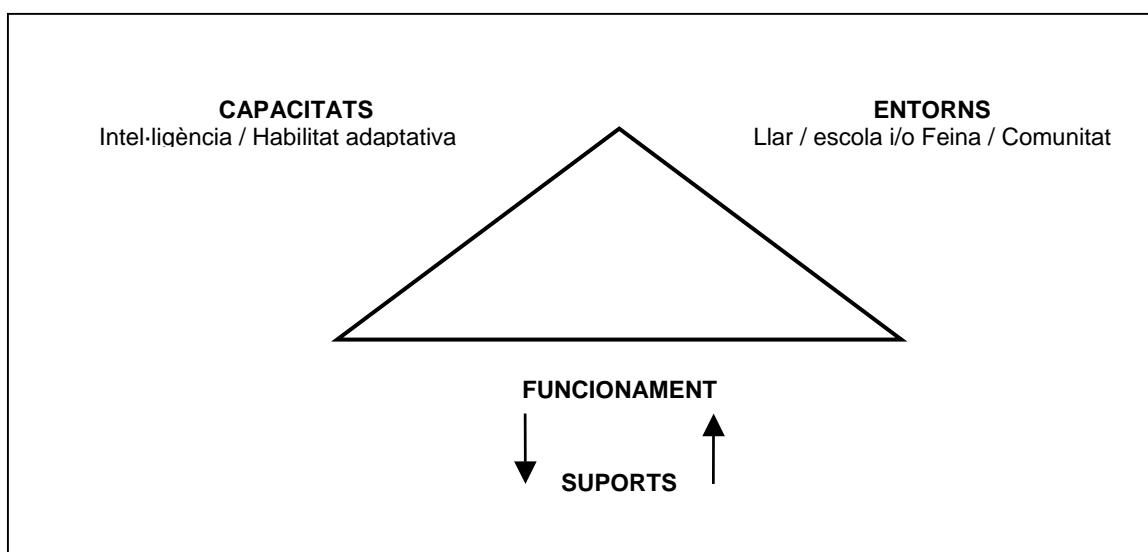 CAPACITATS
Intel·ligència / Habilitat adaptativa
ENTORNS
Llar / escola i/o Feina / Comunitat
FUNCIONAMENT
SUPORTS